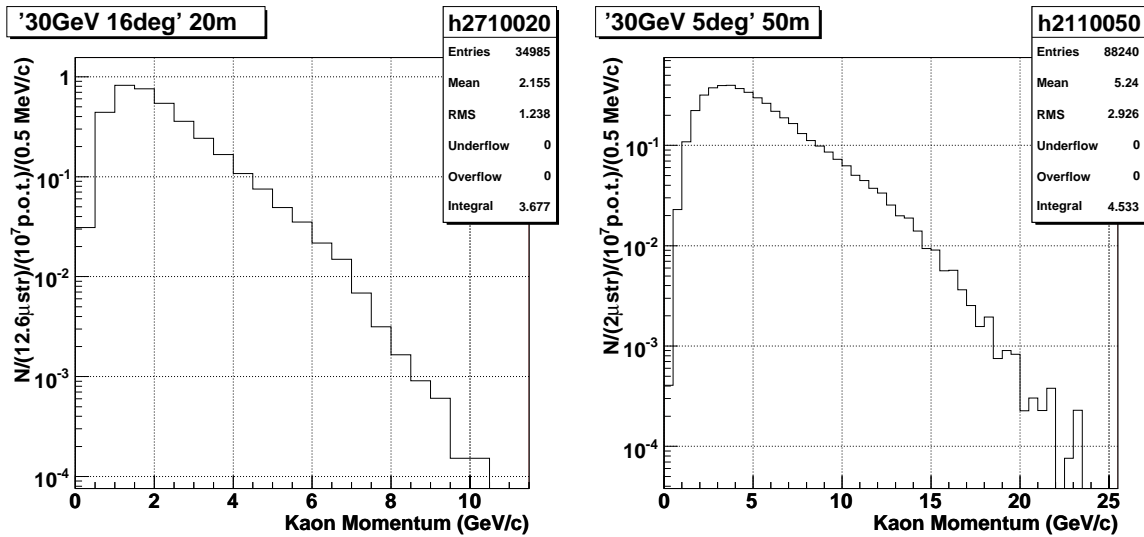 '30GeV 16deg' 20m
h2710020
Entries 34985
Mean 2.155
RMS 1.238
Underflow 0
Overflow 0
Integral 3.677
N/(12.6μstr)/(10⁷p.o.t.)/(0.5 MeV/c)
1
10⁻¹
10⁻²
10⁻³
10⁻⁴
0 2 4 6 8 10
Kaon Momentum (GeV/c)
'30GeV 5deg' 50m
h2110050
Entries 88240
Mean 5.24
RMS 2.926
Underflow 0
Overflow 0
Integral 4.533
N/(2μstr)/(10⁷p.o.t.)/(0.5 MeV/c)
10⁻¹
10⁻²
10⁻³
10⁻⁴
0 5 10 15 20 25
Kaon Momentum (GeV/c)